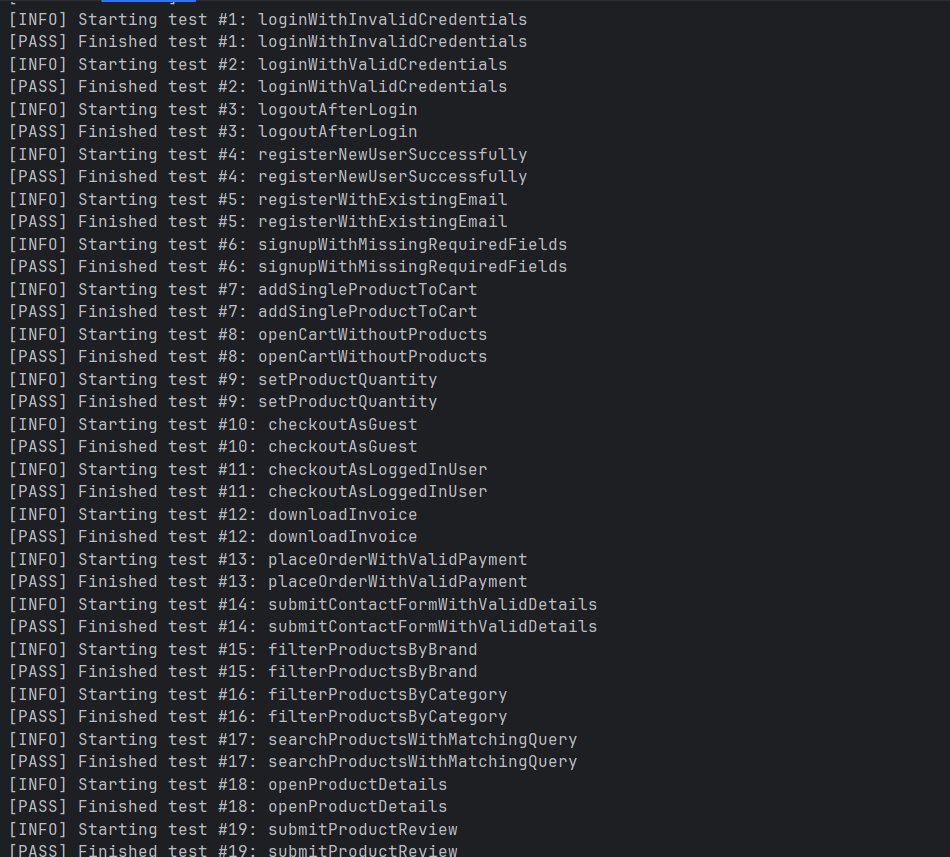 [INFO] Starting test #1: loginWithInvalidCredentials
[PASS] Finished test #1: loginWithInvalidCredentials
[INFO] Starting test #2: loginWithValidCredentials
[PASS] Finished test #2: loginWithValidCredentials
[INFO] Starting test #3: logoutAfterLogin
[PASS] Finished test #3: logoutAfterLogin
[INFO] Starting test #4: registerNewUserSuccessfully
[PASS] Finished test #4: registerNewUserSuccessfully
[INFO] Starting test #5: registerWithExistingEmail
[PASS] Finished test #5: registerWithExistingEmail
[INFO] Starting test #6: signupWithMissingRequiredFields
[PASS] Finished test #6: signupWithMissingRequiredFields
[INFO] Starting test #7: addSingleProductToCart
[PASS] Finished test #7: addSingleProductToCart
[INFO] Starting test #8: openCartWithoutProducts
[PASS] Finished test #8: openCartWithoutProducts
[INFO] Starting test #9: setProductQuantity
[PASS] Finished test #9: setProductQuantity
[INFO] Starting test #10: checkoutAsGuest
[PASS] Finished test #10: checkoutAsGuest
[INFO] Starting test #11: checkoutAsLoggedInUser
[PASS] Finished test #11: checkoutAsLoggedInUser
[INFO] Starting test #12: downloadInvoice
[PASS] Finished test #12: downloadInvoice
[INFO] Starting test #13: placeOrderWithValidPayment
[PASS] Finished test #13: placeOrderWithValidPayment
[INFO] Starting test #14: submitContactFormWithValidDetails
[PASS] Finished test #14: submitContactFormWithValidDetails
[INFO] Starting test #15: filterProductsByBrand
[PASS] Finished test #15: filterProductsByBrand
[INFO] Starting test #16: filterProductsByCategory
[PASS] Finished test #16: filterProductsByCategory
[INFO] Starting test #17: searchProductsWithMatchingQuery
[PASS] Finished test #17: searchProductsWithMatchingQuery
[INFO] Starting test #18: openProductDetails
[PASS] Finished test #18: openProductDetails
[INFO] Starting test #19: submitProductReview
[PASS] Finished test #19: submitProductReview